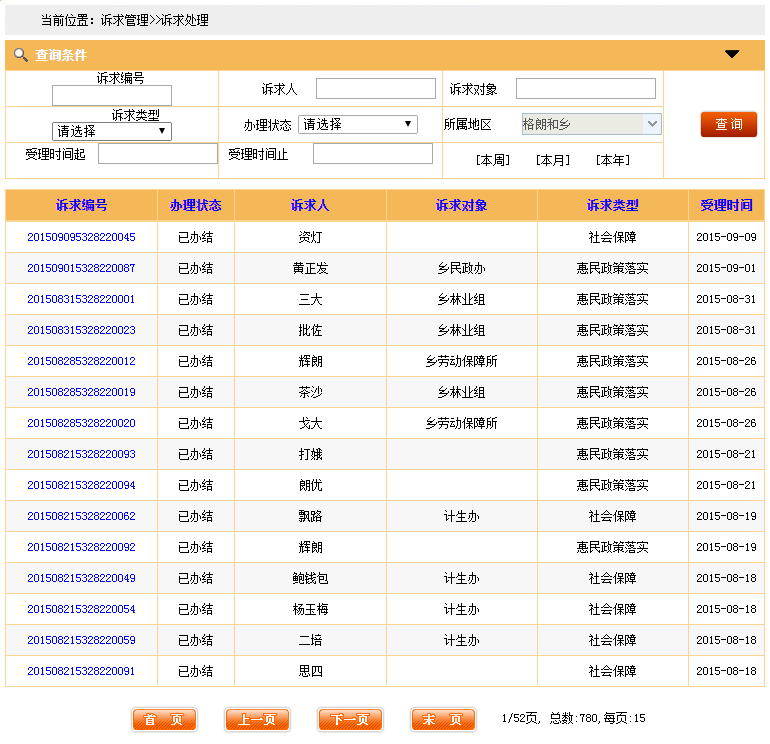 当前位置：诉求管理>>诉求处理
查询条件
诉求编号 诉求人 诉求对象
诉求类型 请选择 办理状态 请选择 所属地区 格朗和乡 查 询
受理时间起 受理时间止 [本周] [本月] [本年]
诉求编号 办理状态 诉求人 诉求对象 诉求类型 受理时间
201509095328220045 已办结 资灯 社会保障 2015-09-09
201509015328220087 已办结 黄正发 乡民政办 惠民政策落实 2015-09-01
201508315328220001 已办结 三大 乡林业组 惠民政策落实 2015-08-31
201508315328220023 已办结 批佐 乡林业组 惠民政策落实 2015-08-31
201508285328220012 已办结 辉朗 乡劳动保障所 惠民政策落实 2015-08-26
201508285328220019 已办结 茶沙 乡林业组 惠民政策落实 2015-08-26
201508285328220020 已办结 戈大 乡劳动保障所 惠民政策落实 2015-08-26
201508215328220093 已办结 打娥 惠民政策落实 2015-08-21
201508215328220094 已办结 朗优 惠民政策落实 2015-08-21
201508215328220062 已办结 飘路 计生办 社会保障 2015-08-19
201508215328220092 已办结 辉朗 惠民政策落实 2015-08-19
201508215328220049 已办结 鲍钱包 计生办 社会保障 2015-08-18
201508215328220054 已办结 杨玉梅 计生办 社会保障 2015-08-18
201508215328220059 已办结 二培 计生办 社会保障 2015-08-18
201508215328220091 已办结 思四 社会保障 2015-08-18
首 页 上一页 下一页 末 页 1/52页, 总数:780,每页:15